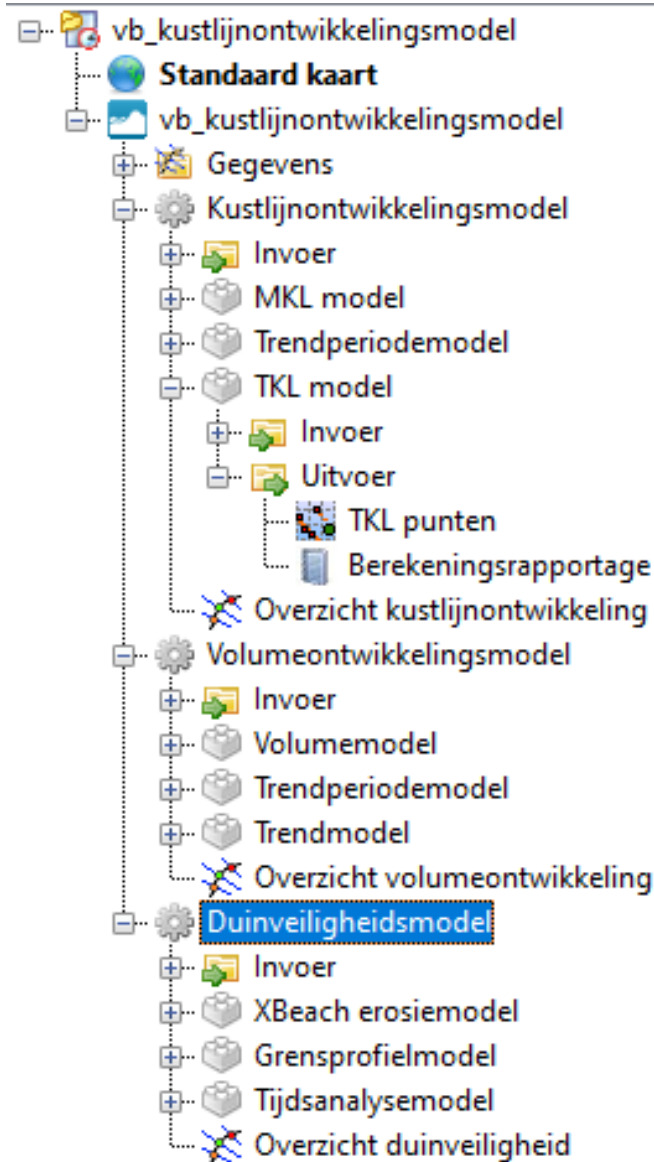 vb_kustlijnontwikkelingsmodel
Standaard kaart
vb_kustlijnontwikkelingsmodel
Gegevens
Kustlijnontwikkelingsmodel
Invoer
MKL model
Trendperiodemodel
TKL model
Invoer
Uitvoer
TKL punten
Berekeningsrapportage
Overzicht kustlijnontwikkeling
Volumeontwikkelingsmodel
Invoer
Volumemodel
Trendperiodemodel
Trendmodel
Overzicht volumeontwikkeling
Duinveiligheidsmodel
Invoer
XBeach erosiemodel
Grensprofielmodel
Tijdsanalysemodel
Overzicht duinveiligheid